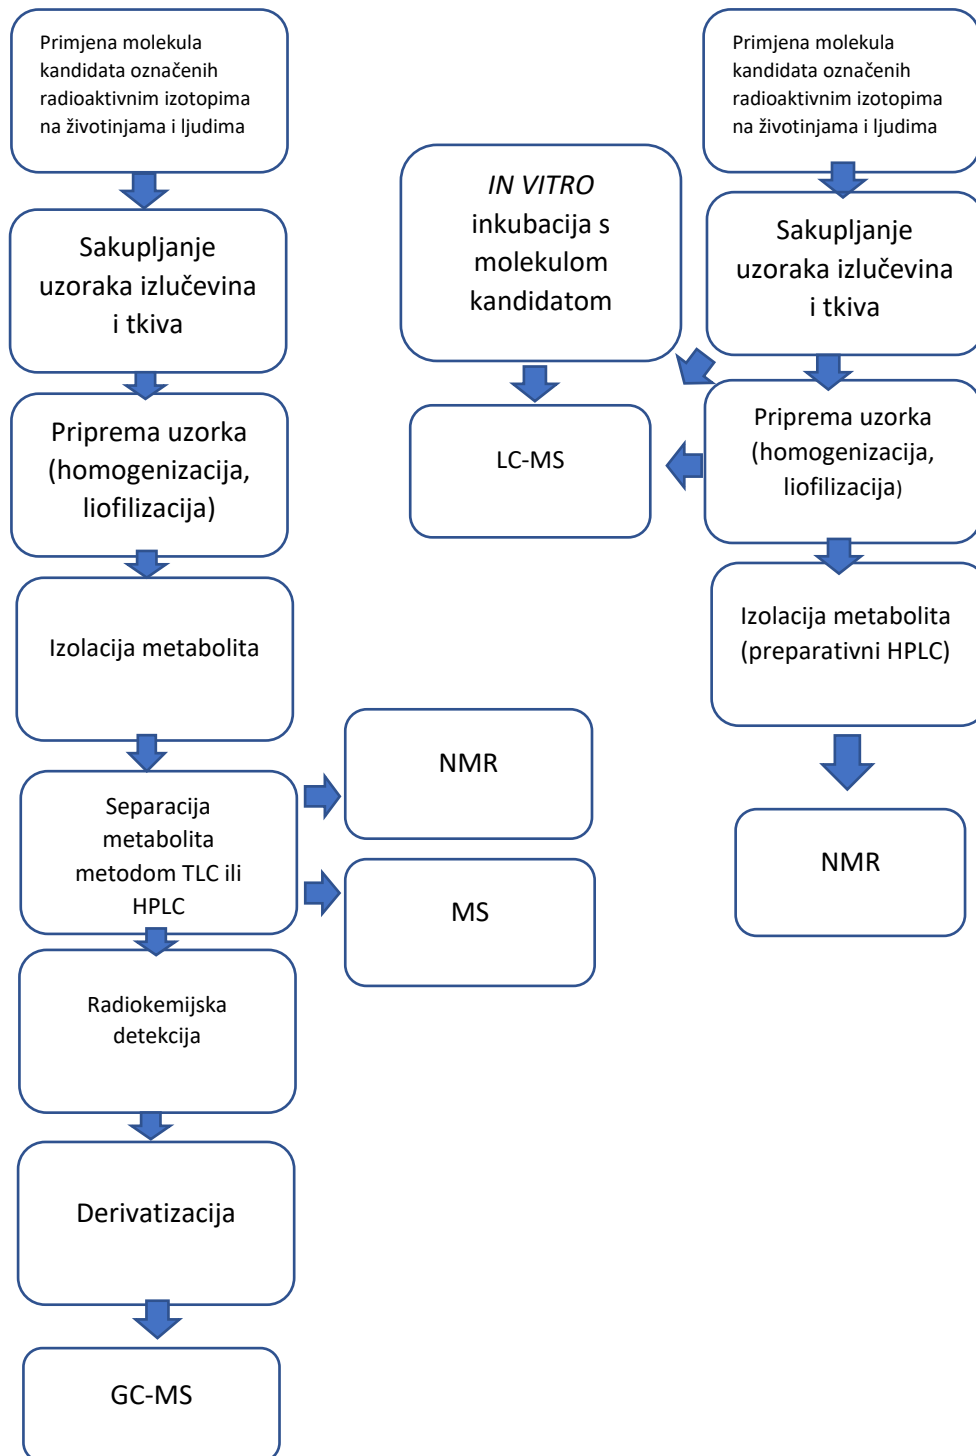 Primjena molekula
kandidata označenih
radioaktivnim izotopima
na životinjama i ljudima
Sakupljanje
uzoraka izlučevina
i tkiva
Priprema uzorka
(homogenizacija,
liofilizacija)
Izolacija metabolita
Separacija
metabolita
metodom TLC ili
HPLC
NMR
MS
Radiokemijska
detekcija
Derivatizacija
GC-MS
IN VITRO
inkubacija s
molekulom
kandidatom
LC-MS
Primjena molekula
kandidata označenih
radioaktivnim izotopima
na životinjama i ljudima
Sakupljanje
uzoraka izlučevina
i tkiva
Priprema uzorka
(homogenizacija,
liofilizacija)
Izolacija metabolita
(preparativni HPLC)
NMR